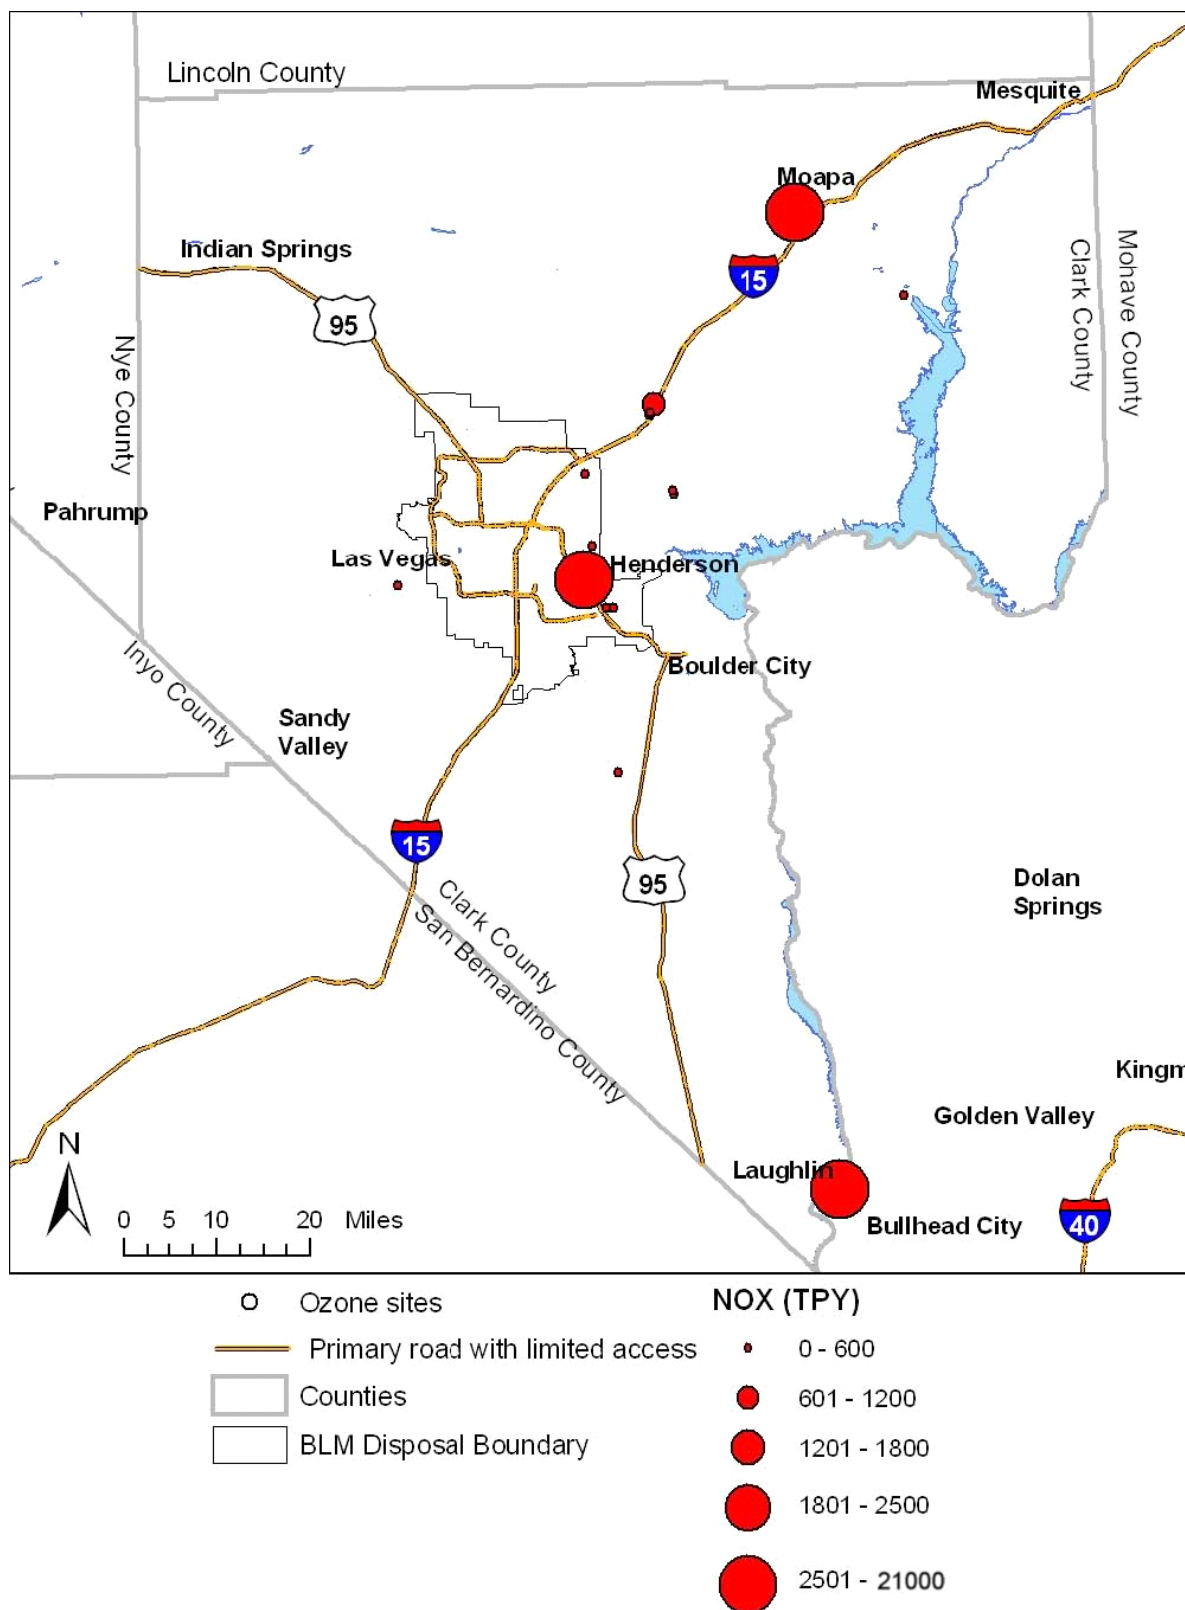 Lincoln County
Mesquite
Moapa
Indian Springs
15
95
Nye County
Clark County
Mohave County
Pahrump
Las Vegas
Henderson
Boulder City
Inyo County
Sandy
Valley
15
95
Clark County
San Bernardino County
Dolan
Springs
Kingm
Golden Valley
N
Laughlin
Bullhead City
40
0 5 10 20 Miles
Ozone sites
Primary road with limited access
Counties
BLM Disposal Boundary
NOX (TPY)
0 - 600
601 - 1200
1201 - 1800
1801 - 2500
2501 - 21000